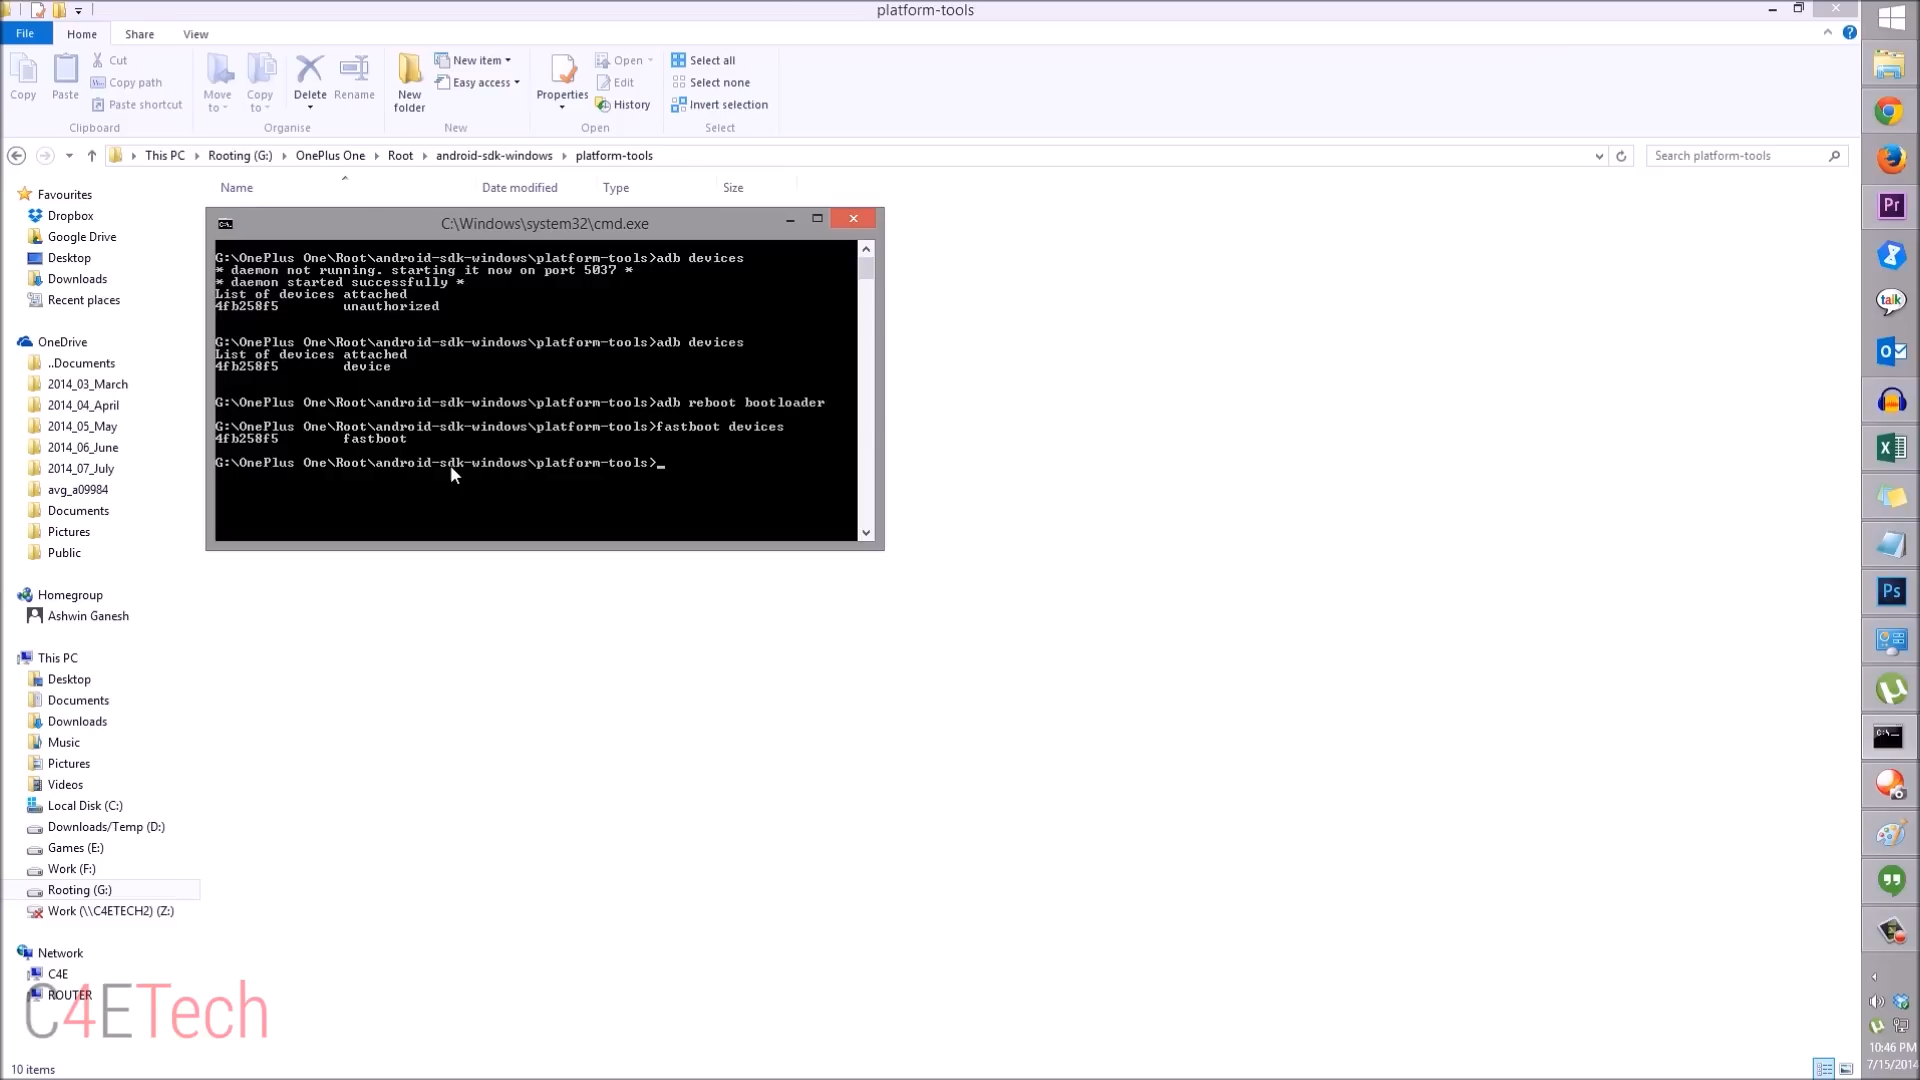 platform-tools
File Home Share View
Copy
Paste
Cut
Copy path
Paste shortcut
Clipboard
Move to
Copy to
Delete
Rename
Organise
New folder
New item
Easy access
New
Properties
Open
Edit
History
Open
Select all
Select none
Invert selection
Select
This PC Rooting (G:) OnePlus One Root android-sdk-windows platform-tools
Search platform-tools
Name Date modified Type Size
Favourites
Dropbox
Google Drive
Desktop
Downloads
Recent places
OneDrive
..Documents
2014_03_March
2014_04_April
2014_05_May
2014_06_June
2014_07_July
avg_a09984
Documents
Pictures
Public
Homegroup
Ashwin Ganesh
This PC
Desktop
Documents
Downloads
Music
Pictures
Videos
Local Disk (C:)
Downloads/Temp (D:)
Games (E:)
Work (F:)
Rooting (G:)
Work (\\C4ETECH2) (Z:)
Network
C4E
ROUTER
C4ETech
10 items
C:\Windows\system32\cmd.exe
G:\OnePlus One\Root\android-sdk-windows\platform-tools>adb devices
* daemon not running. starting it now on port 5037 *
* daemon started successfully *
List of devices attached
4fb258f5 unauthorized
G:\OnePlus One\Root\android-sdk-windows\platform-tools>adb devices
List of devices attached
4fb258f5 device
G:\OnePlus One\Root\android-sdk-windows\platform-tools>adb reboot bootloader
G:\OnePlus One\Root\android-sdk-windows\platform-tools>fastboot devices
4fb258f5 fastboot
G:\OnePlus One\Root\android-sdk-windows\platform-tools>_
Pr
talk
Ps
10:46 PM
7/15/2014